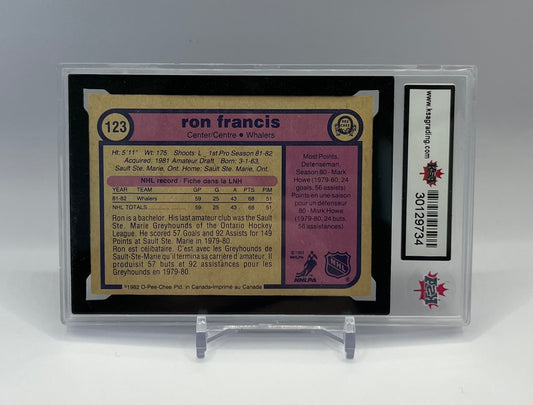 123
ron francis
Center/Centre • Whalers
O-PEE-CHEE
Ht: 5'11" Wt: 175 Shoots: L 1st Pro Season 81-82
Acquired: 1981 Amateur Draft Born: 3-1-63,
Sault Ste. Marie, Ont. Home: Sault Ste. Marie, Ont.
NHL record · Fiche dans la LNH
YEAR TEAM GP G A PTS PIM
81-82 Whalers 59 25 43 68 51
NHL TOTALS 59 25 43 68 51
Ron is a bachelor. His last amateur club was the Sault
Ste. Marie Greyhounds of the Ontario Hockey
League. He scored 57 Goals and 92 Assists for 149
Points at Sault Ste. Marie in 1979-80.
Ron est célibataire. C'est avec les Greyhounds de
Sault-Ste-Marie qu'il termina sa carrière d'amateur. Il
produisit 57 buts et 92 assistances pour les
Greyhounds en 1979-80.
©1982 O-Pee-Chee Ptd. in Canada-Imprimé au Canada
Most Points,
Defenseman,
Season 80 - Mark
Howe (1979-80,
24 goals,
56 assists)
Points en une saison
pour un défenseur
80 - Mark Howe
(1979-80, 24 buts,
56 assistances)
NHLPA
NHL
www.ksagrading.com
KSA
30129734
KSA